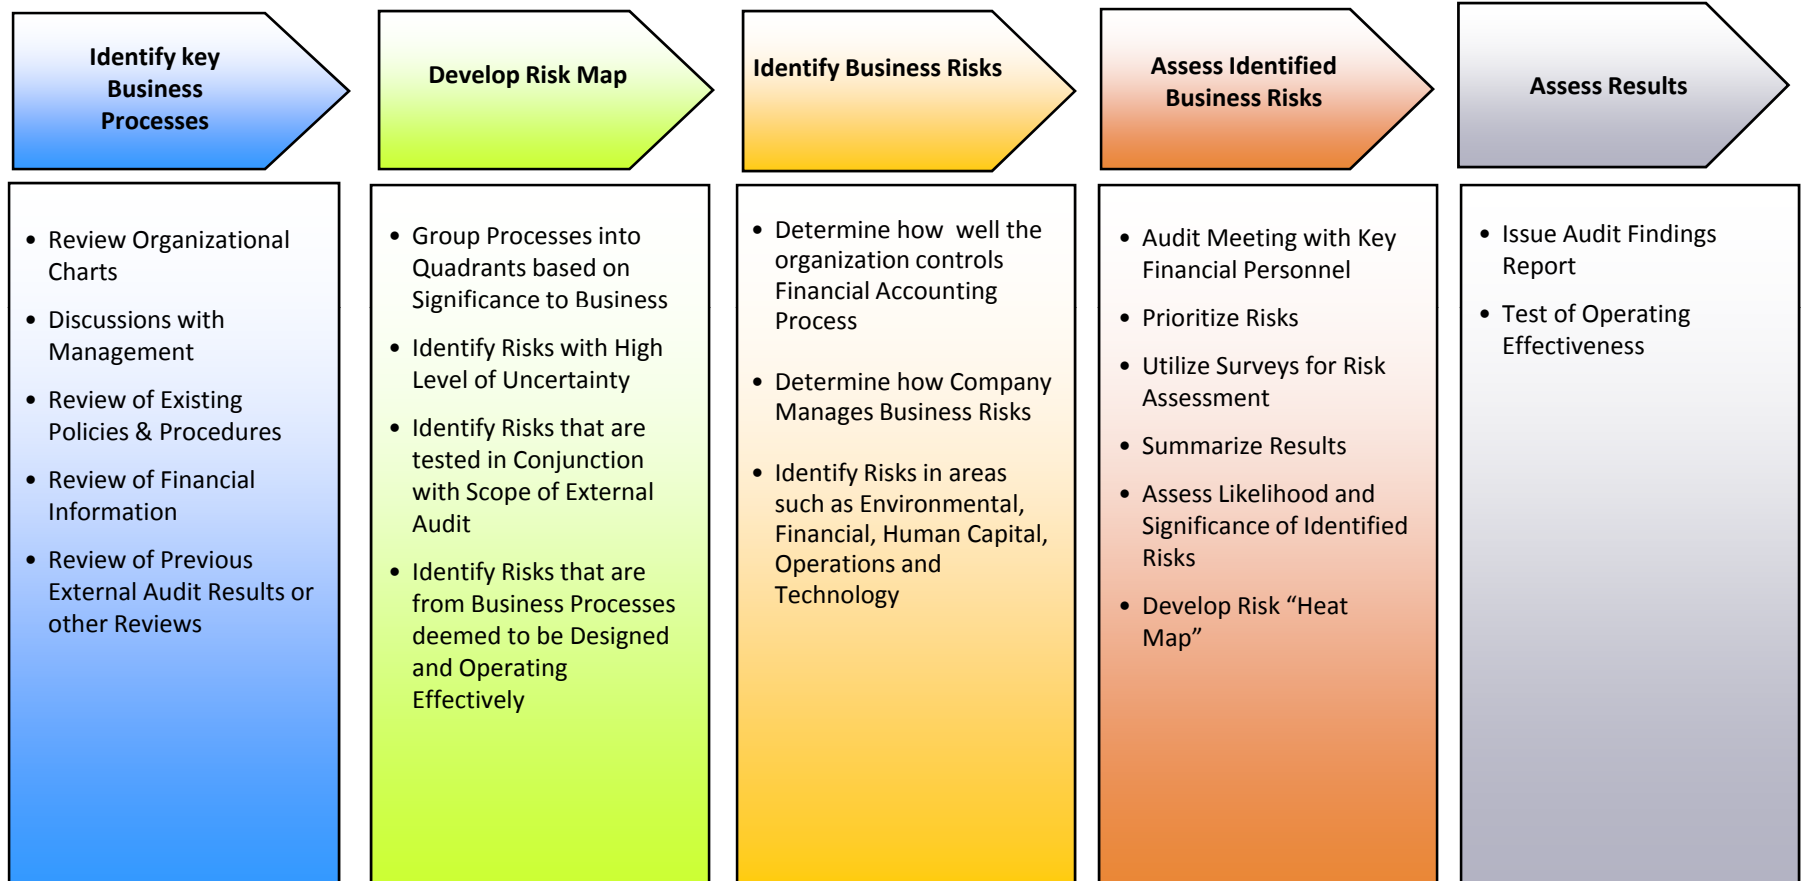 Identify key
Business
Processes
Develop Risk Map
Identify Business Risks
Assess Identified
Business Risks
Assess Results
• Review Organizational
Charts
• Discussions with
Management
• Review of Existing
Policies & Procedures
• Review of Financial
Information
• Review of Previous
External Audit Results or
other Reviews
• Group Processes into
Quadrants based on
Significance to Business
• Identify Risks with High
Level of Uncertainty
• Identify Risks that are
tested in Conjunction
with Scope of External
Audit
• Identify Risks that are
from Business Processes
deemed to be Designed
and Operating
Effectively
• Determine how  well the
organization controls
Financial Accounting
Process
• Determine how Company
Manages Business Risks
• Identify Risks in areas
such as Environmental,
Financial, Human Capital,
Operations and
Technology
• Audit Meeting with Key
Financial Personnel
• Prioritize Risks
• Utilize Surveys for Risk
Assessment
• Summarize Results
• Assess Likelihood and
Significance of Identified
Risks
• Develop Risk “Heat
Map”
• Issue Audit Findings
Report
• Test of Operating
Effectiveness